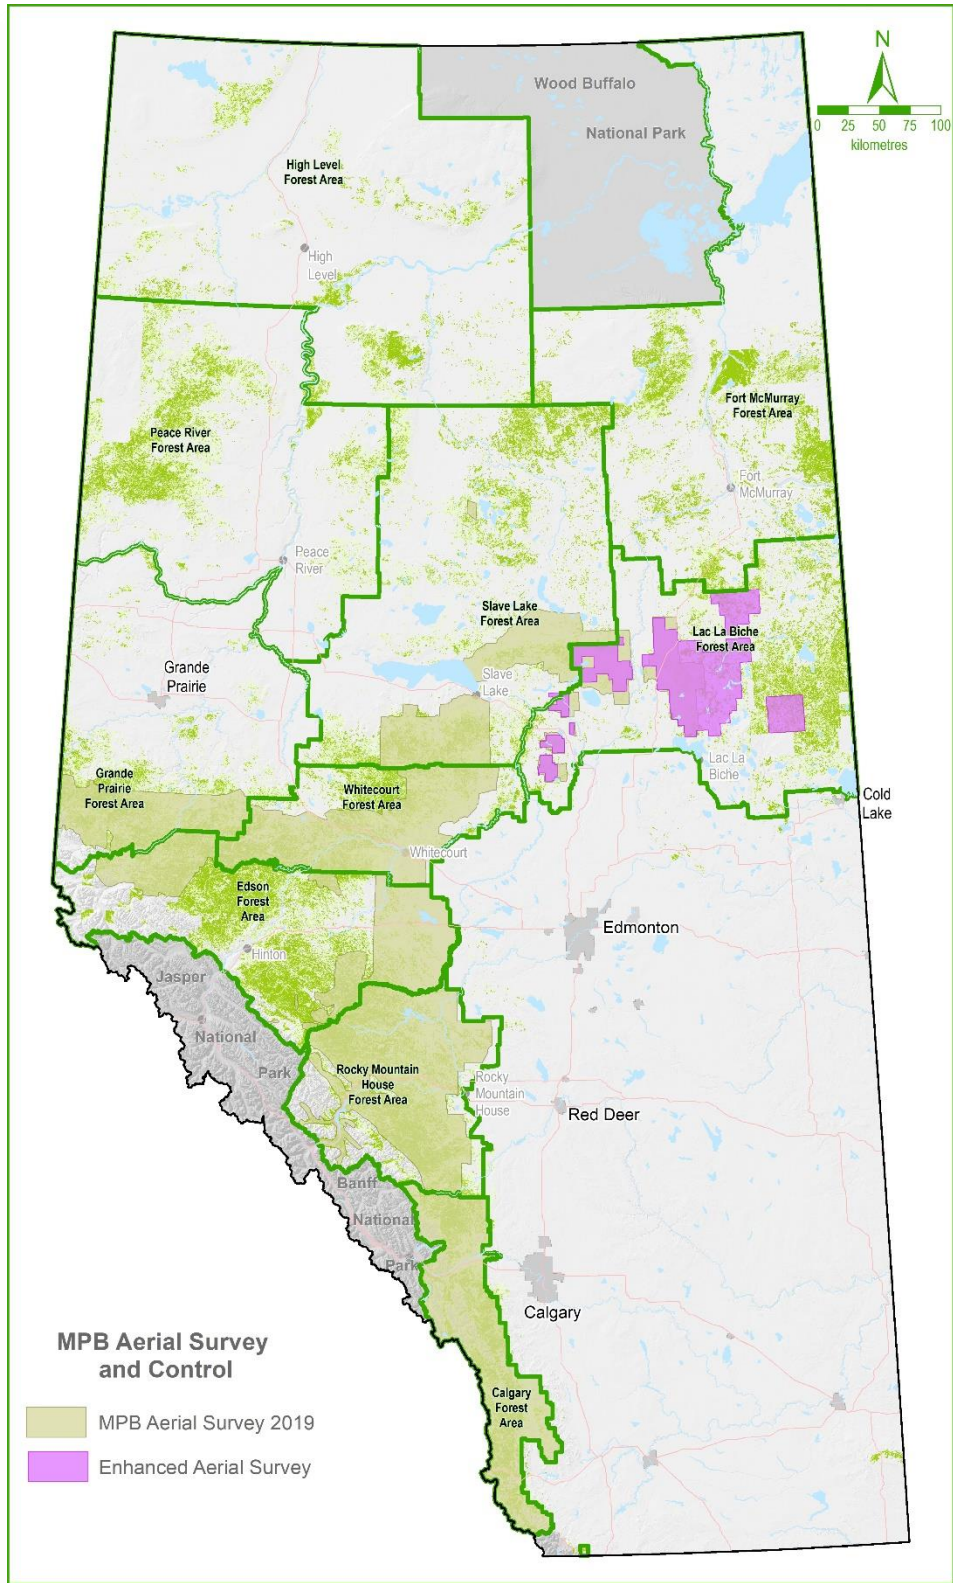 Wood Buffalo
National Park
N
0 25 50 75 100
kilometres
High Level
Forest Area
High
Level
Fort McMurray
Forest Area
Peace River
Forest Area
Fort
McMurray
Peace
River
Slave Lake
Forest Area
Lac La Biche
Forest Area
Grande
Prairie
Slave
Lake
Lac La
Biche
Grande
Prairie
Forest Area
Whitecourt
Forest Area
Cold
Lake
Whitecourt
Edson
Forest
Area
Edmonton
Hinton
Jasper
National
Park
Rocky Mountain
House
Forest Area
Rocky
Mountain
House
Red Deer
Banff
National
Park
Calgary
MPB Aerial Survey
and Control
Calgary
Forest
Area
MPB Aerial Survey 2019
Enhanced Aerial Survey